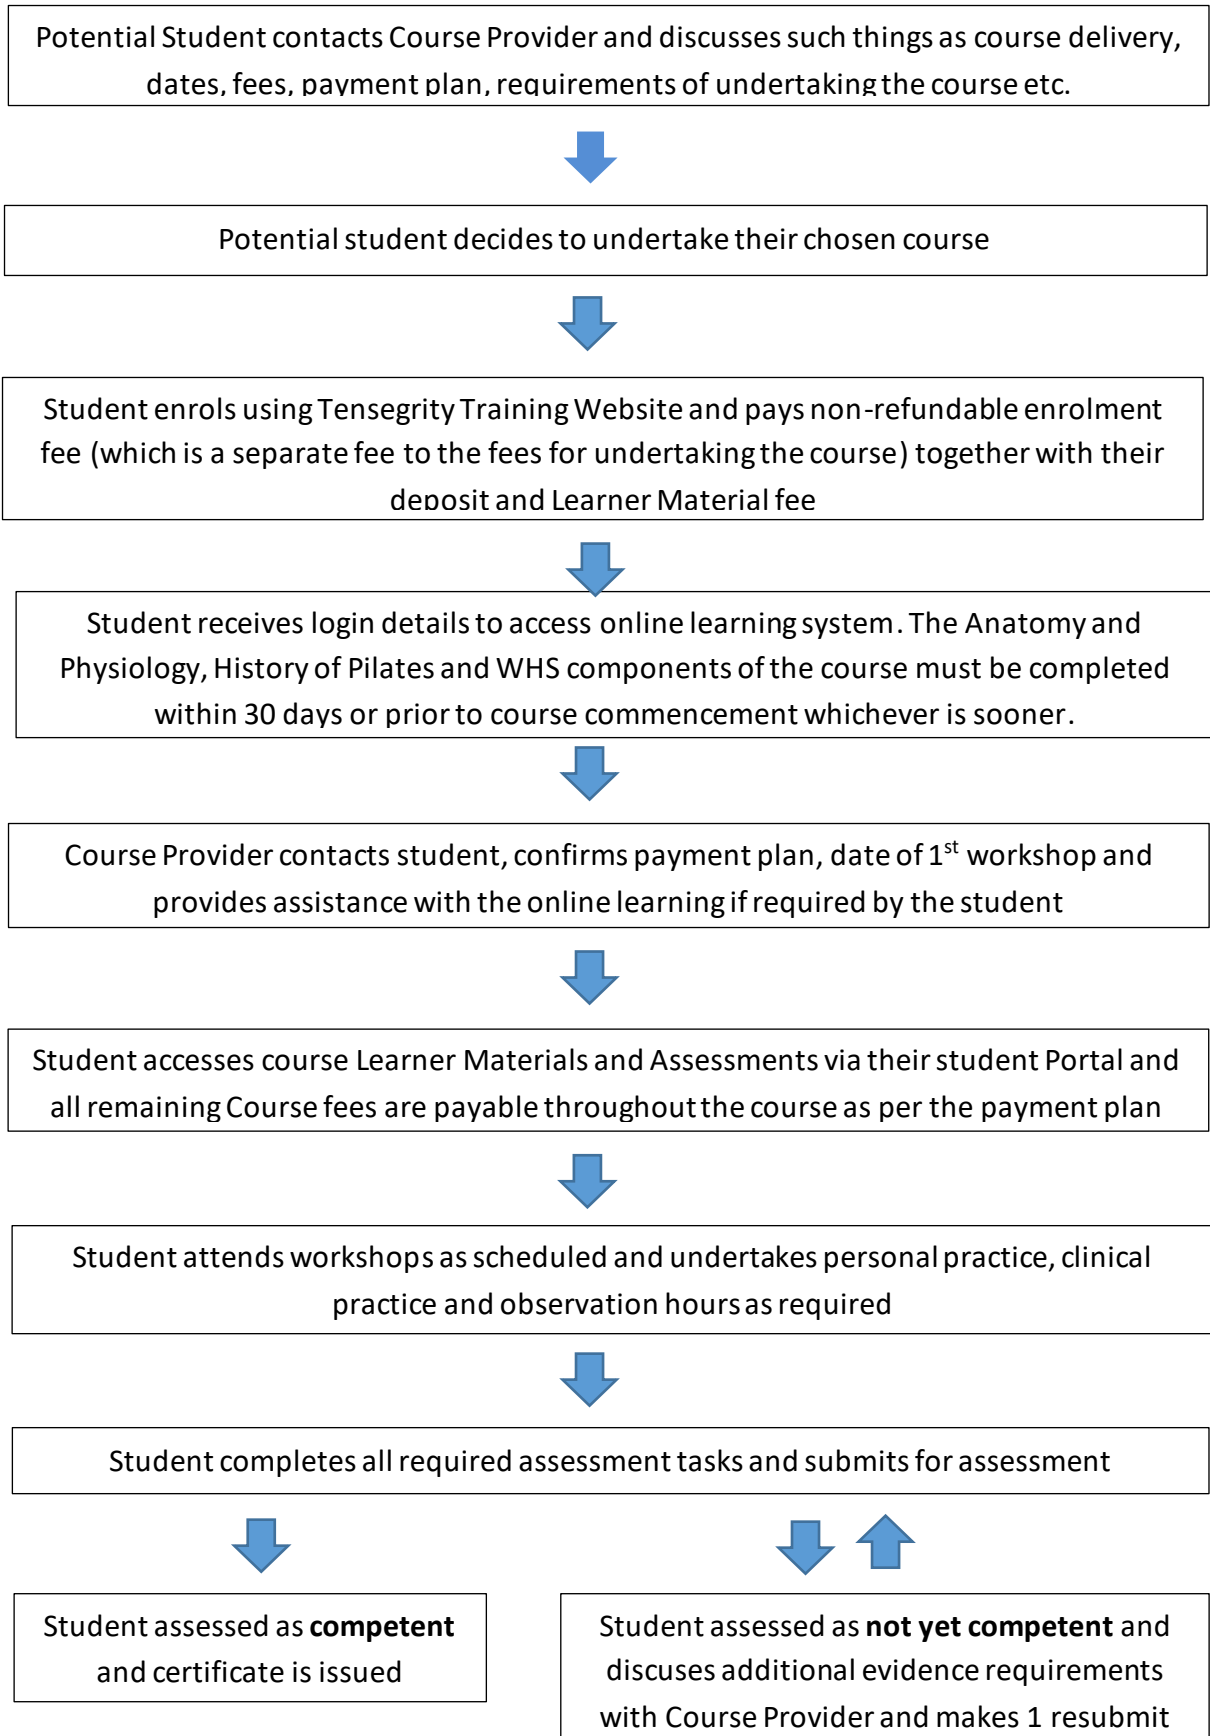 Potential Student contacts Course Provider and discusses such things as course delivery,
dates, fees, payment plan, requirements of undertaking the course etc.
Potential student decides to undertake their chosen course
Student enrols using Tensegrity Training Website and pays non-refundable enrolment
fee (which is a separate fee to the fees for undertaking the course) together with their
deposit and Learner Material fee
Student receives login details to access online learning system. The Anatomy and
Physiology, History of Pilates and WHS components of the course must be completed
within 30 days or prior to course commencement whichever is sooner.
Course Provider contacts student, confirms payment plan, date of 1st workshop and
provides assistance with the online learning if required by the student
Student accesses course Learner Materials and Assessments via their student Portal and
all remaining Course fees are payable throughout the course as per the payment plan
Student attends workshops as scheduled and undertakes personal practice, clinical
practice and observation hours as required
Student completes all required assessment tasks and submits for assessment
Student assessed as competent
and certificate is issued
Student assessed as not yet competent and
discuses additional evidence requirements
with Course Provider and makes 1 resubmit